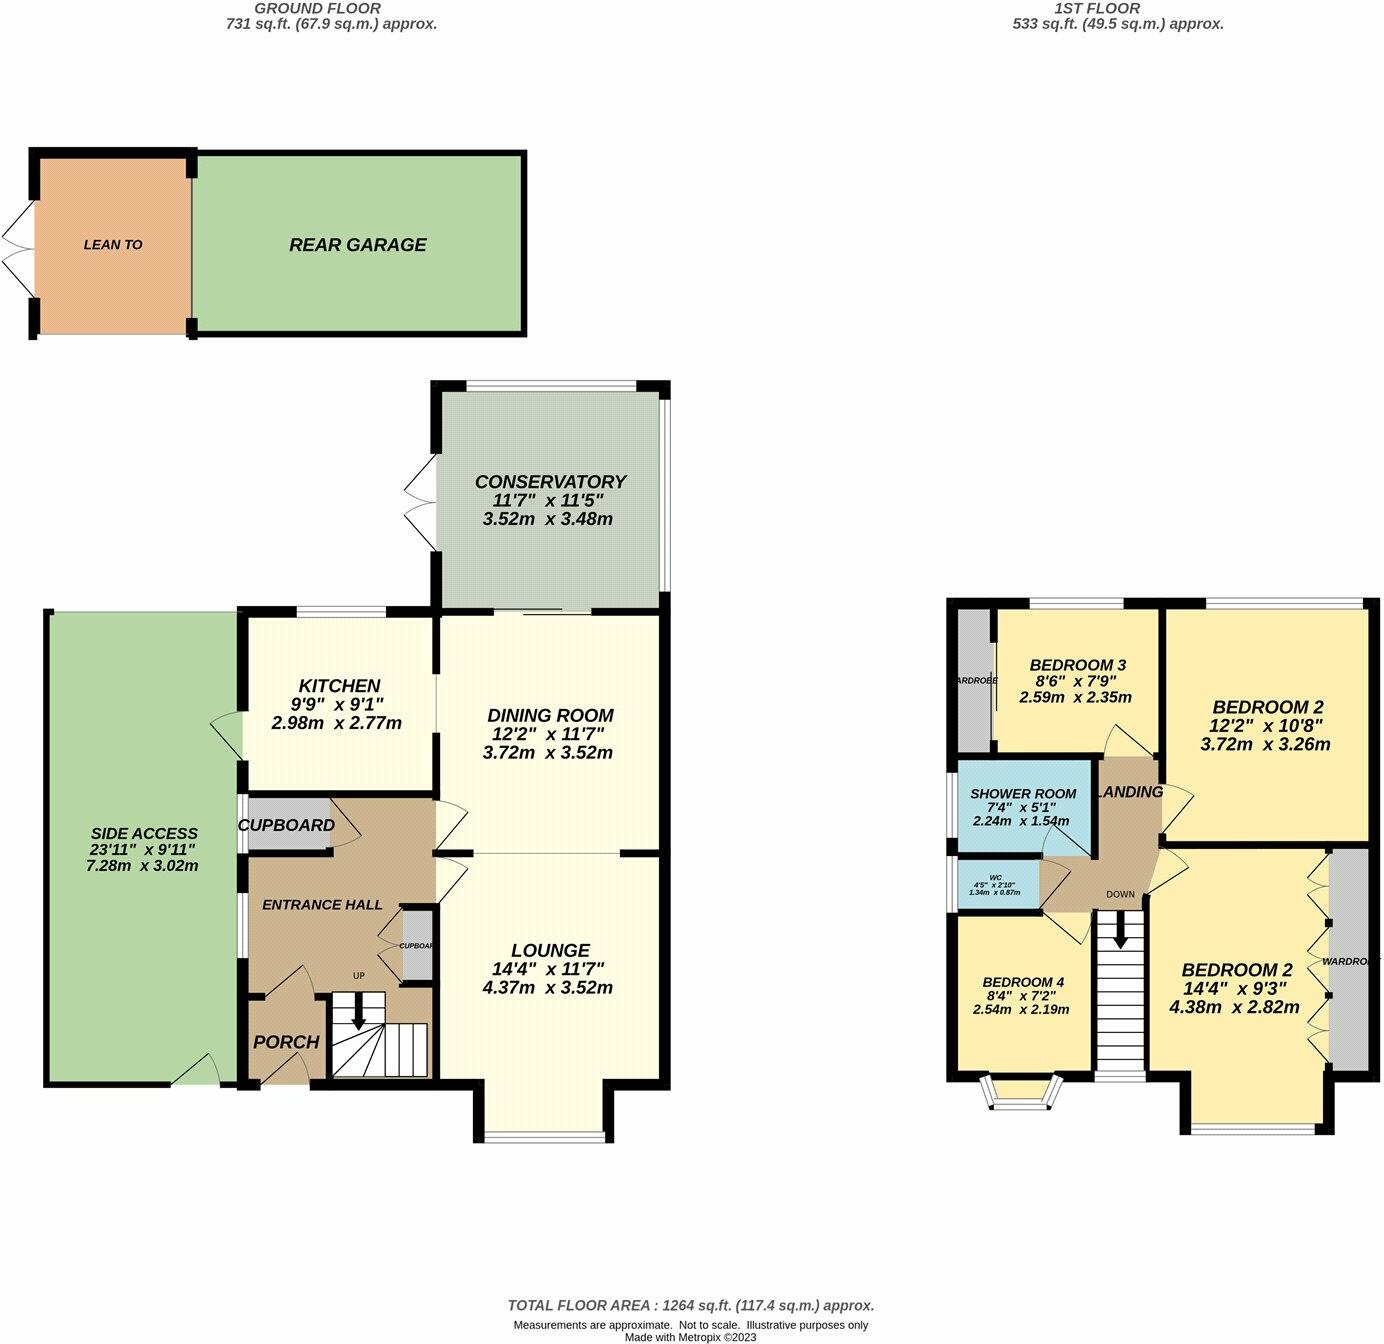 GROUND FLOOR
731 sq.ft. (67.9 sq.m.) approx.
1ST FLOOR
533 sq.ft. (49.5 sq.m.) approx.
LEAN TO
REAR GARAGE
CONSERVATORY
11'7" x 11'5"
3.52m x 3.48m
KITCHEN
9'9" x 9'1"
2.98m x 2.77m
DINING ROOM
12'2" x 11'7"
3.72m x 3.52m
SIDE ACCESS
23'11" x 9'11"
7.28m x 3.02m
CUPBOARD
ENTRANCE HALL
CUPBOAR
UP
LOUNGE
14'4" x 11'7"
4.37m x 3.52m
PORCH
ARDROBE
BEDROOM 3
8'6" x 7'9"
2.59m x 2.35m
BEDROOM 2
12'2" x 10'8"
3.72m x 3.26m
SHOWER ROOM
7'4" x 5'1"
2.24m x 1.54m
LANDING
WC
4'5" x 2'10"
1.34m x 0.87m
DOWN
BEDROOM 4
8'4" x 7'2"
2.54m x 2.19m
BEDROOM 2
14'4" x 9'3"
4.38m x 2.82m
WARDROBE
TOTAL FLOOR AREA : 1264 sq.ft. (117.4 sq.m.) approx.
Measurements are approximate. Not to scale. Illustrative purposes only
Made with Metropix ©2023